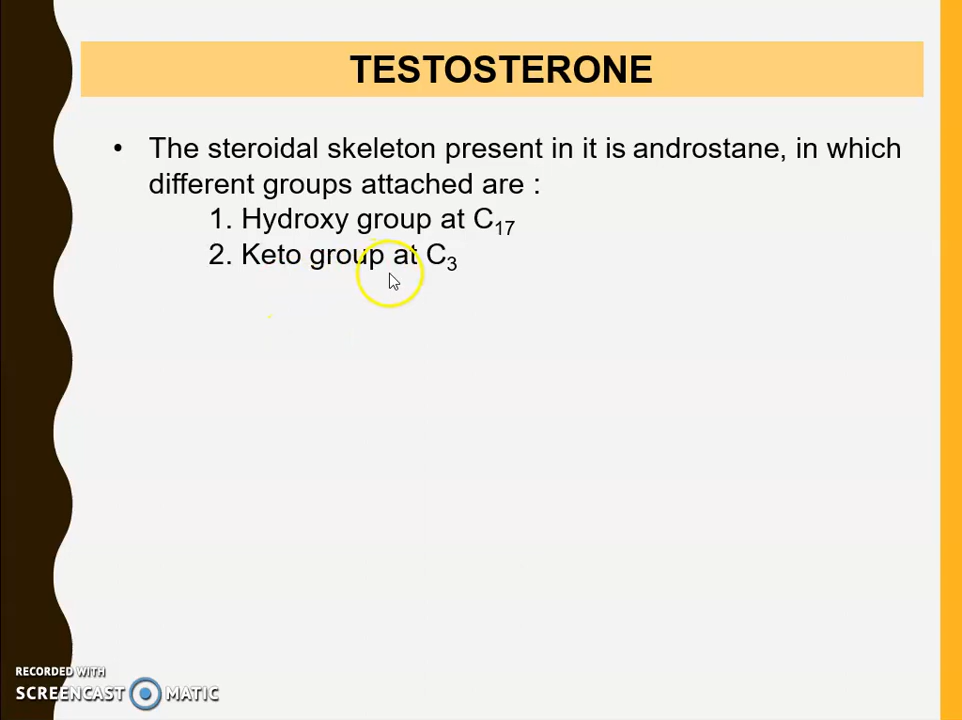 TESTOSTERONE
• The steroidal skeleton present in it is androstane, in which
different groups attached are :
1. Hydroxy group at C17
2. Keto group at C3
RECORDED WITH
SCREENCAST MATIC